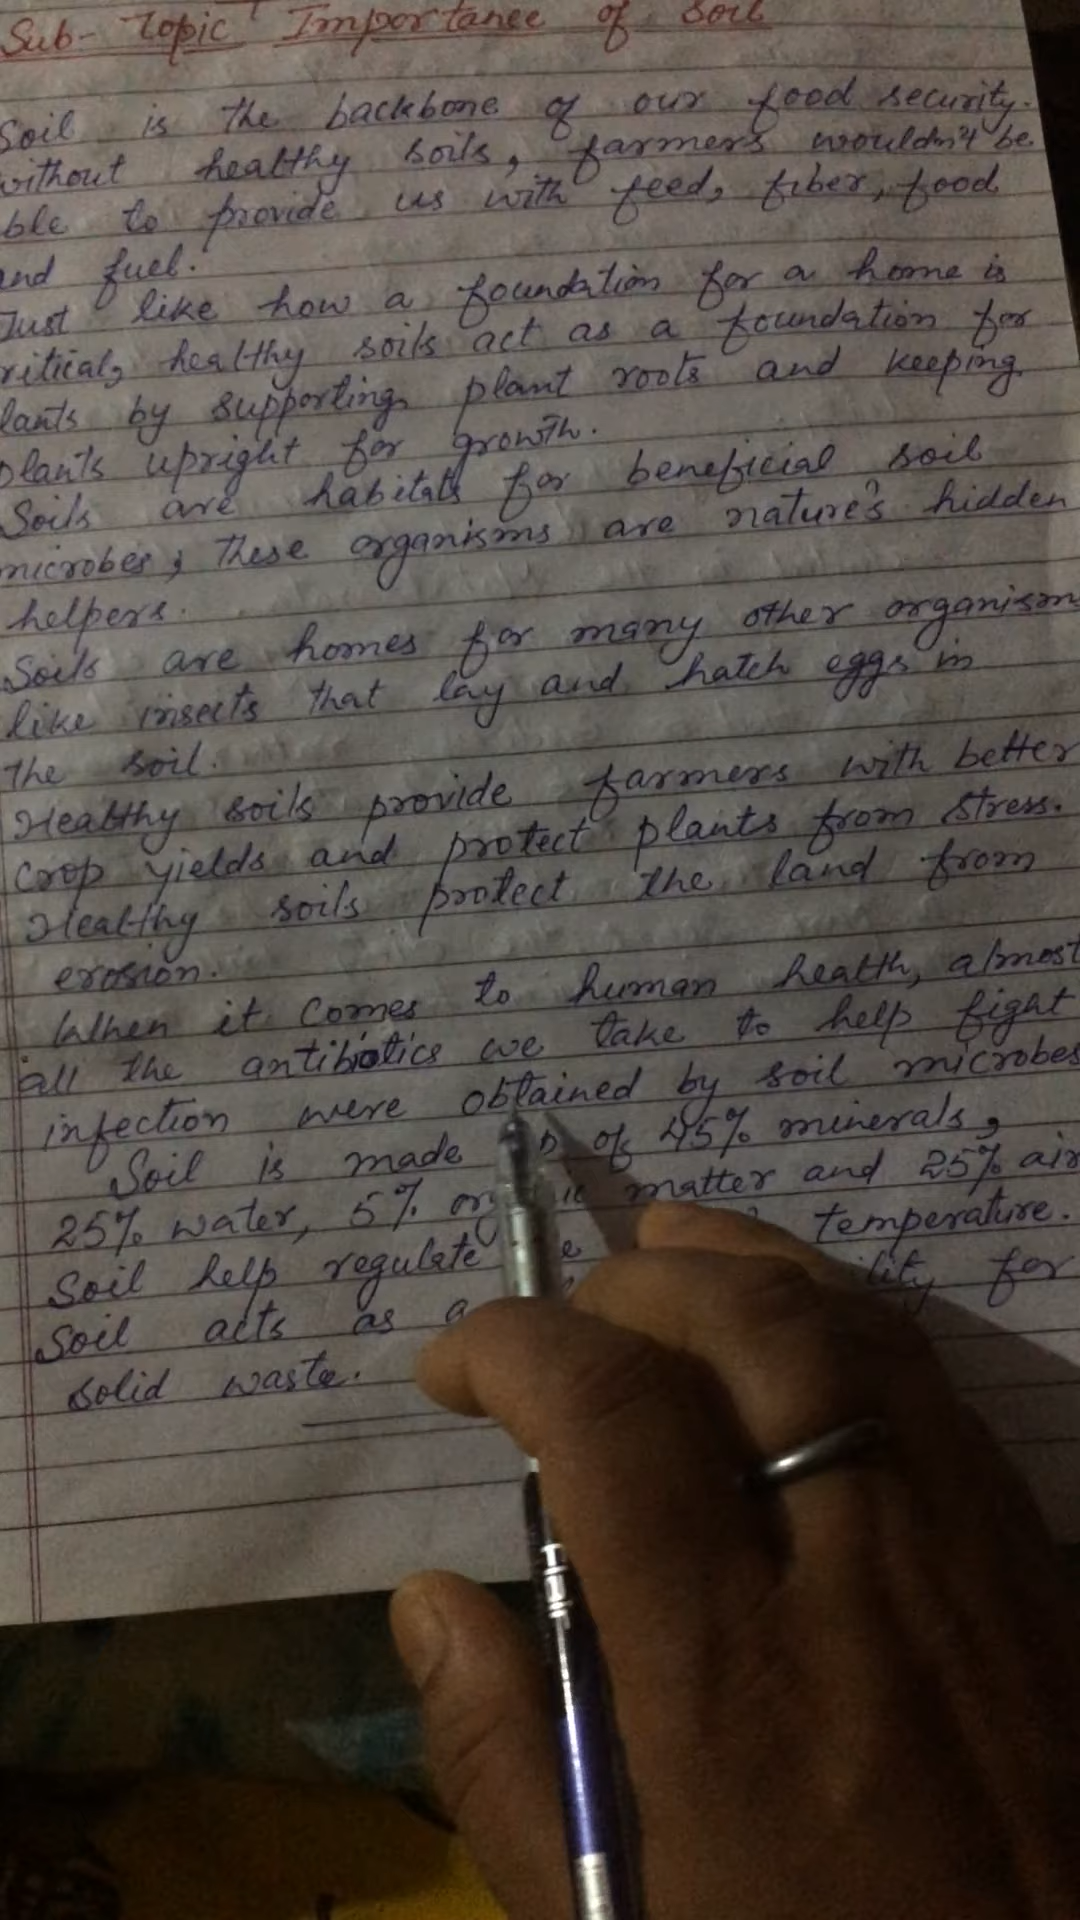 Sub- Topic Importance of Soil
Soil is the backbone of our food security.
without healthy soils, farmers wouldn't be
ble to provide us with feed, fiber, food
and fuel.
Just like how a foundation for a home is
ritical, healthy soils act as a foundation for
lants by supporting plant roots and keeping
plants upright for growth.
Soils are habitats for beneficial soil
microbes, these organisms are nature's hidden
helpers.
Soils are homes for many other organisms
like insects that lay and hatch eggs in
the soil.
Healthy soils provide farmers with better
crop yields and protect plants from stress.
Healthy soils protect the land from
erosion.
When it comes to human health, almost
all the antibiotics we take to help fight
infection were obtained by soil microbes
Soil is made of 45% minerals,
25% water, 5% matter and 25% air
Soil help regulate temperature.
Soil acts as a for
solid waste.